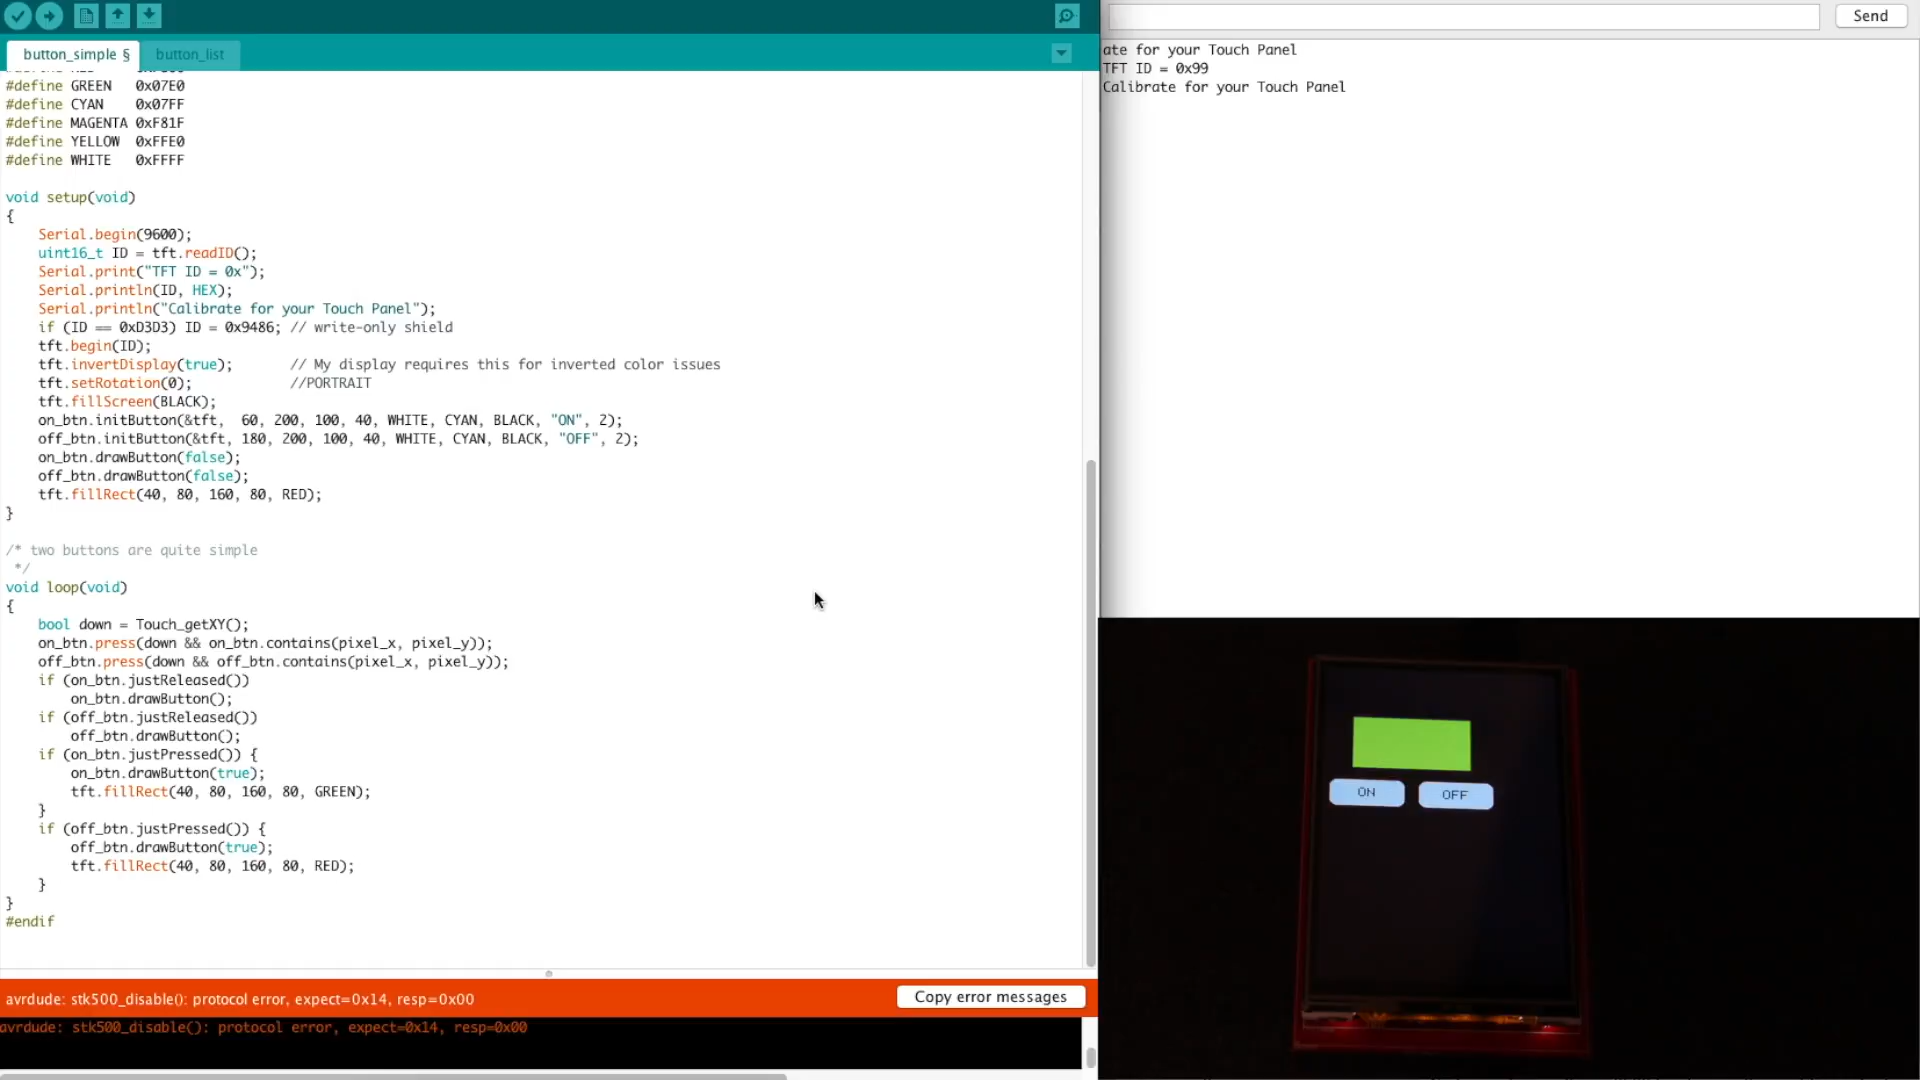 Send
button_simple §
button_list
#define GREEN   0x07E0
#define CYAN    0x07FF
#define MAGENTA 0xF81F
#define YELLOW  0xFFE0
#define WHITE   0xFFFF
void setup(void)
{
    Serial.begin(9600);
    uint16_t ID = tft.readID();
    Serial.print("TFT ID = 0x");
    Serial.println(ID, HEX);
    Serial.println("Calibrate for your Touch Panel");
    if (ID == 0xD3D3) ID = 0x9486; // write-only shield
    tft.begin(ID);
    tft.invertDisplay(true);       // My display requires this for inverted color issues
    tft.setRotation(0);            //PORTRAIT
    tft.fillScreen(BLACK);
    on_btn.initButton(&tft,  60, 200, 100, 40, WHITE, CYAN, BLACK, "ON", 2);
    off_btn.initButton(&tft, 180, 200, 100, 40, WHITE, CYAN, BLACK, "OFF", 2);
    on_btn.drawButton(false);
    off_btn.drawButton(false);
    tft.fillRect(40, 80, 160, 80, RED);
}
/* two buttons are quite simple
 */
void loop(void)
{
    bool down = Touch_getXY();
    on_btn.press(down && on_btn.contains(pixel_x, pixel_y));
    off_btn.press(down && off_btn.contains(pixel_x, pixel_y));
    if (on_btn.justReleased())
        on_btn.drawButton();
    if (off_btn.justReleased())
        off_btn.drawButton();
    if (on_btn.justPressed()) {
        on_btn.drawButton(true);
        tft.fillRect(40, 80, 160, 80, GREEN);
    }
    if (off_btn.justPressed()) {
        off_btn.drawButton(true);
        tft.fillRect(40, 80, 160, 80, RED);
    }
}
#endif
avrdude: stk500_disable(): protocol error, expect=0x14, resp=0x00
Copy error messages
avrdude: stk500_disable(): protocol error, expect=0x14, resp=0x00
ate for your Touch Panel
TFT ID = 0x99
Calibrate for your Touch Panel
ON
OFF